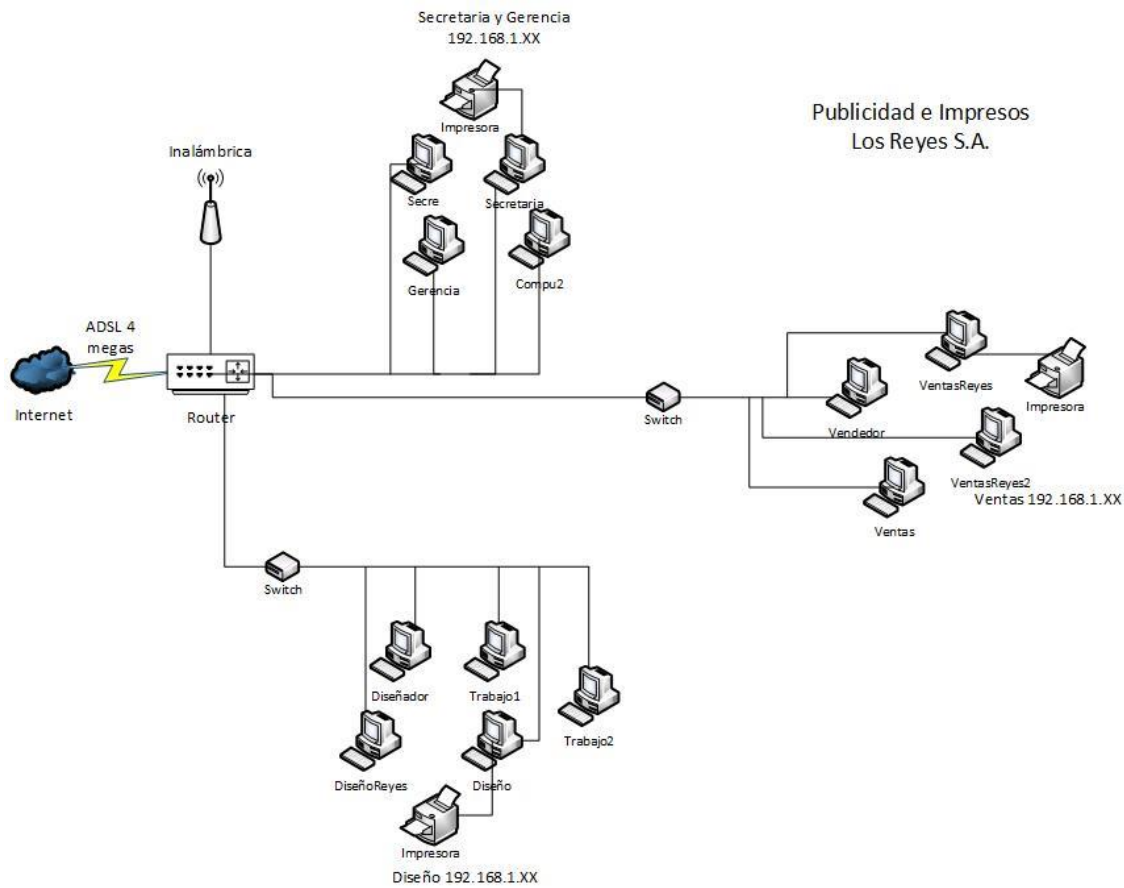 Secretaria y Gerencia
192.168.1.XX
Publicidad e Impresos
Los Reyes S.A.
Impresora
Inalámbrica
Secre
Secretaria
Gerencia
Compu2
ADSL 4
megas
Internet
Router
Switch
VentasReyes
Impresora
Vendedor
VentasReyes2
Ventas 192.168.1.XX
Ventas
Switch
Diseñador
Trabajo1
Trabajo2
DiseñoReyes
Diseño
Impresora
Diseño 192.168.1.XX